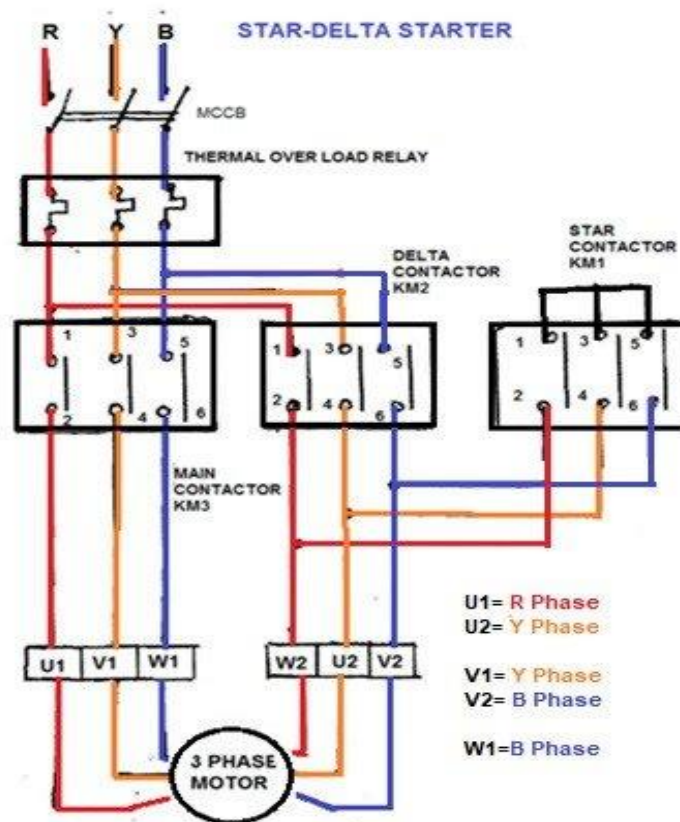 R Y B
STAR-DELTA STARTER
MCCB
THERMAL OVER LOAD RELAY
STAR
CONTACTOR
KM1
DELTA
CONTACTOR
KM2
1 3 5
2 4 6
1 3 5
2 4 6
1 3 5
2 4 6
MAIN
CONTACTOR
KM3
U1= R Phase
U2= Y Phase
V1= Y Phase
V2= B Phase
W1=B Phase
U1 V1 W1
W2 U2 V2
3 PHASE
MOTOR